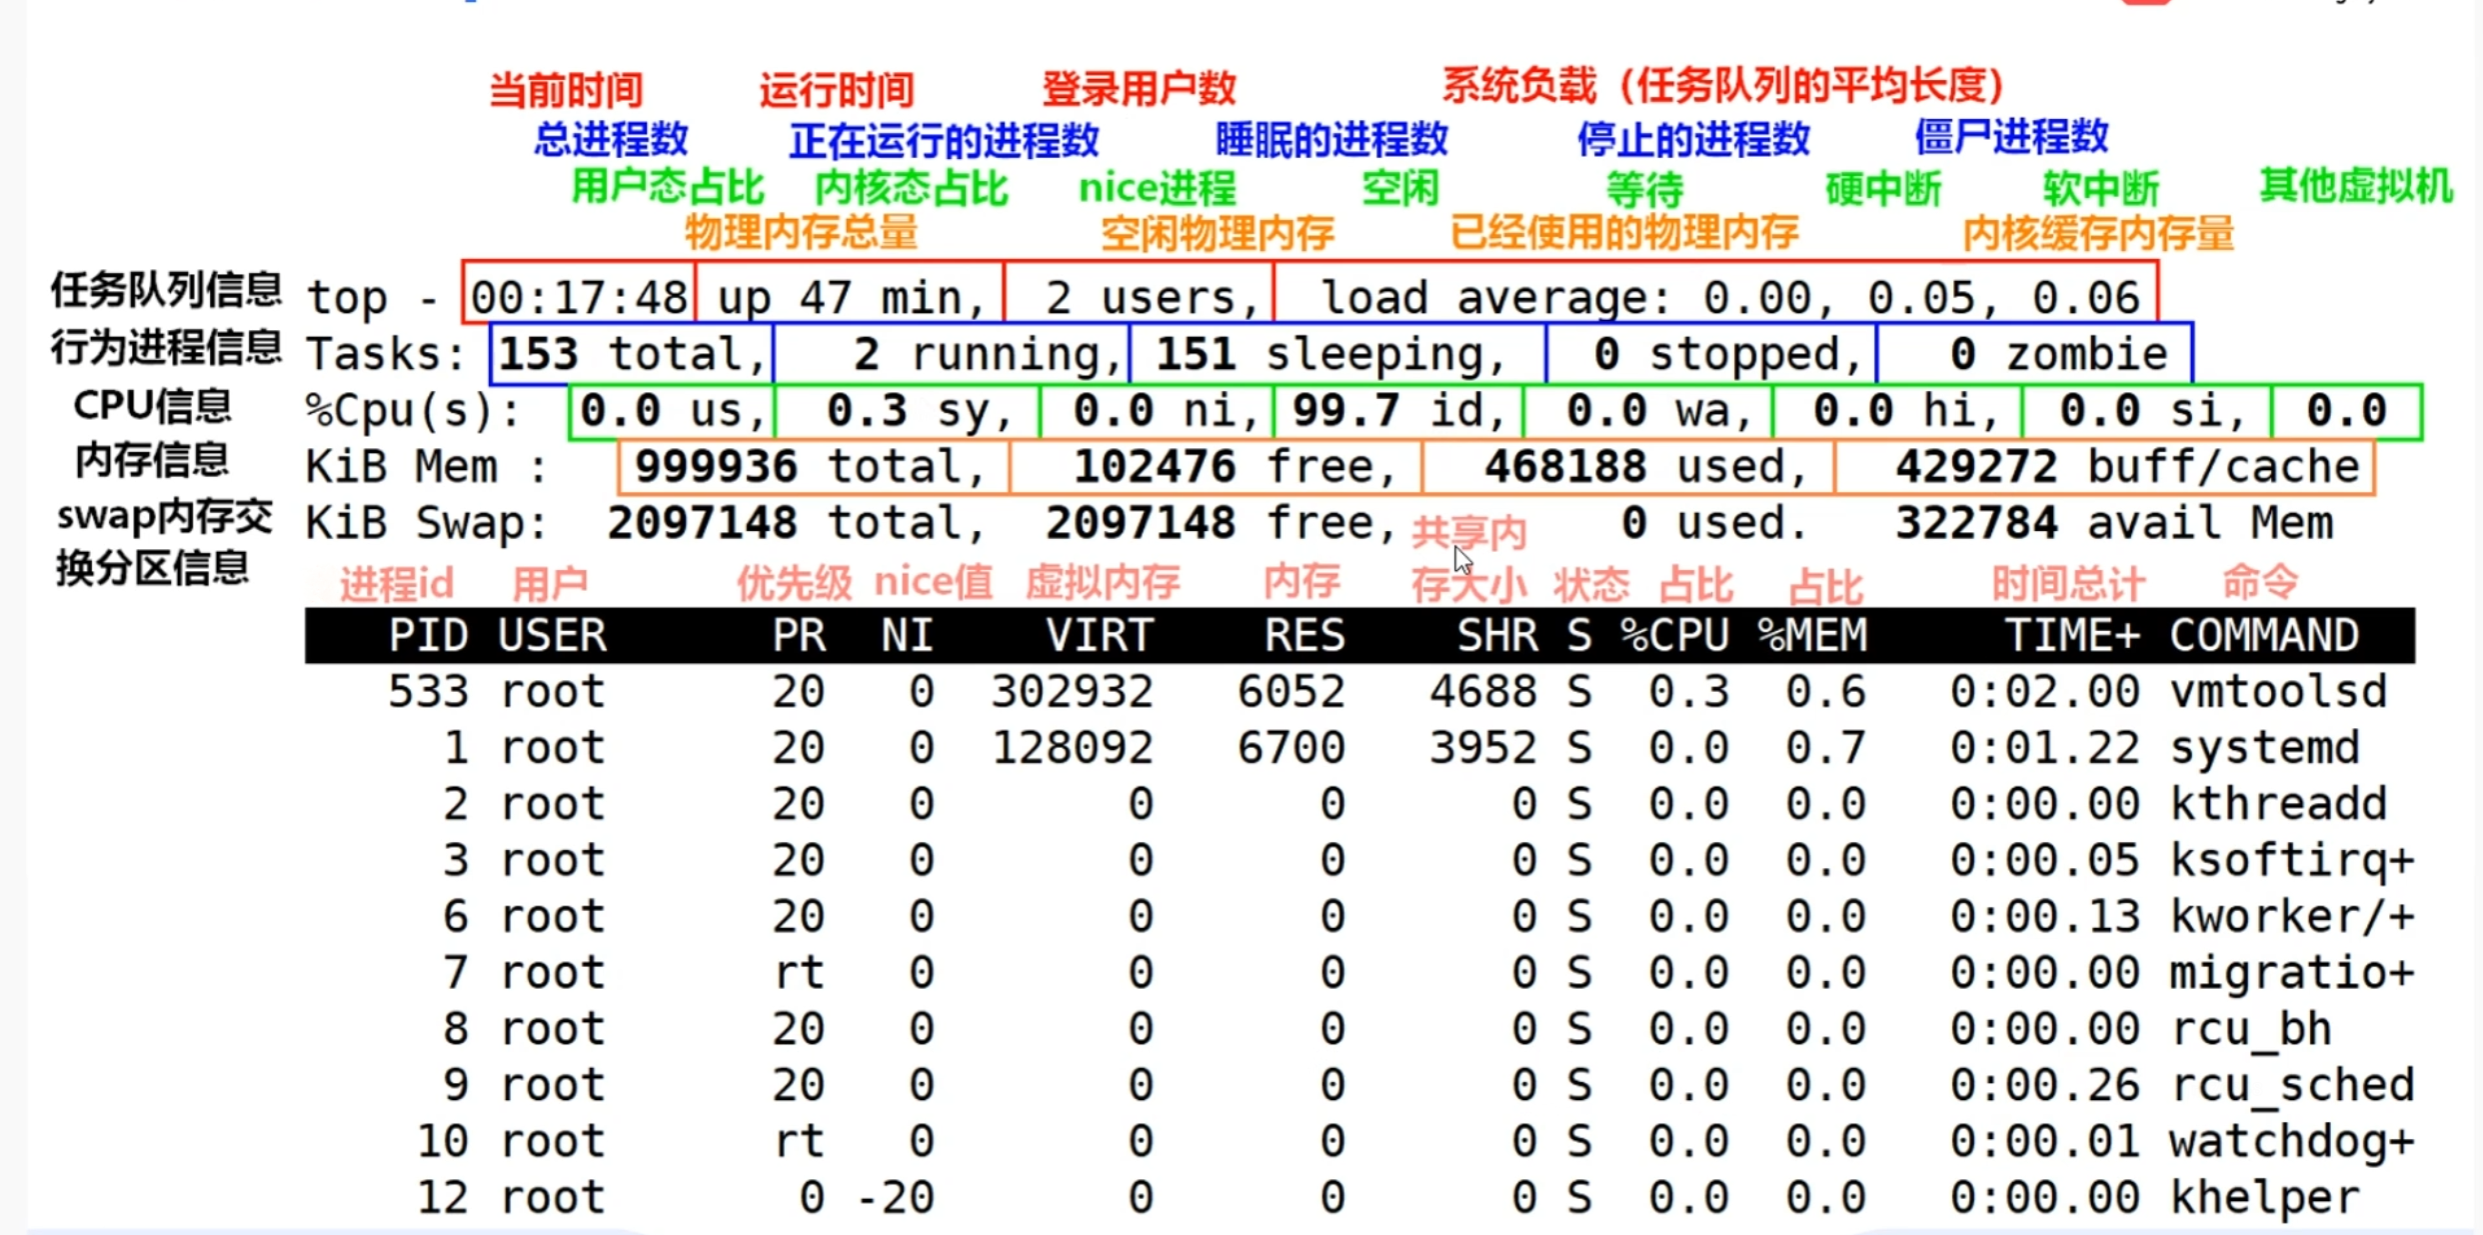 当前时间 运行时间 登录用户数 系统负载（任务队列的平均长度）
总进程数 正在运行的进程数 睡眠的进程数 停止的进程数 僵尸进程数
用户态占比 内核态占比 nice进程 空闲 等待 硬中断 软中断 其他虚拟机
物理内存总量 空闲物理内存 已经使用的物理内存 内核缓存内存量
任务队列信息 top - 00:17:48 up 47 min, 2 users, load average: 0.00, 0.05, 0.06
行为进程信息 Tasks: 153 total, 2 running, 151 sleeping, 0 stopped, 0 zombie
CPU信息 %Cpu(s): 0.0 us, 0.3 sy, 0.0 ni, 99.7 id, 0.0 wa, 0.0 hi, 0.0 si, 0.0
内存信息 KiB Mem : 999936 total, 102476 free, 468188 used, 429272 buff/cache
swap内存交 KiB Swap: 2097148 total, 2097148 free, 0 used. 322784 avail Mem
换分区信息
共享内
进程id 用户 优先级 nice值 虚拟内存 内存 存大小 状态 占比 占比 时间总计 命令
PID USER PR NI VIRT RES SHR S %CPU %MEM TIME+ COMMAND
533 root 20 0 302932 6052 4688 S 0.3 0.6 0:02.00 vmtoolsd
1 root 20 0 128092 6700 3952 S 0.0 0.7 0:01.22 systemd
2 root 20 0 0 0 0 S 0.0 0.0 0:00.00 kthreadd
3 root 20 0 0 0 0 S 0.0 0.0 0:00.05 ksoftirq+
6 root 20 0 0 0 0 S 0.0 0.0 0:00.13 kworker/+
7 root rt 0 0 0 0 S 0.0 0.0 0:00.00 migratio+
8 root 20 0 0 0 0 S 0.0 0.0 0:00.00 rcu_bh
9 root 20 0 0 0 0 S 0.0 0.0 0:00.26 rcu_sched
10 root rt 0 0 0 0 S 0.0 0.0 0:00.01 watchdog+
12 root 0 -20 0 0 0 S 0.0 0.0 0:00.00 khelper